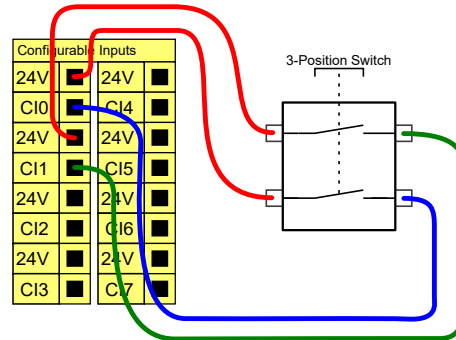 Configurable Inputs
3-Position Switch
24V 24V
CI0 CI4
24V 24V
CI1 CI5
24V 24V
CI2 CI6
24V 24V
CI3 CI7